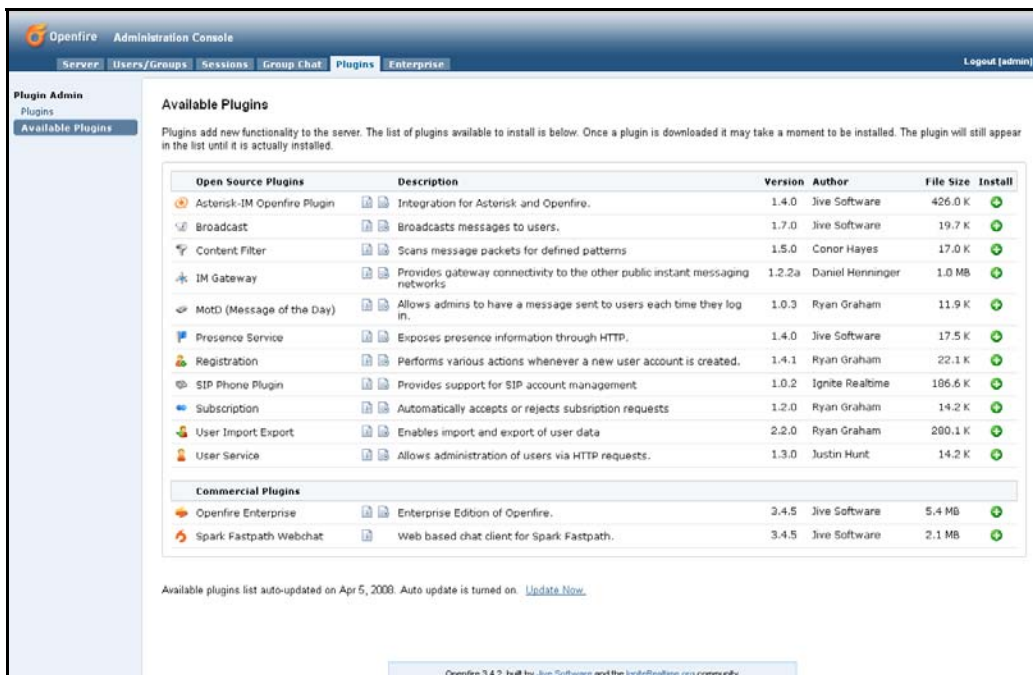 Openfire Administration Console
Server Users/Groups Sessions Group Chat Plugins Enterprise Logout [admin]
Plugin Admin
Plugins
Available Plugins
Available Plugins
Plugins add new functionality to the server. The list of plugins available to install is below. Once a plugin is downloaded it may take a moment to be installed. The plugin will still appear
in the list until it is actually installed.
Open Source Plugins Description Version Author File Size Install
Asterisk-IM Openfire Plugin Integration for Asterisk and Openfire. 1.4.0 Jive Software 426.0 K
Broadcast Broadcasts messages to users. 1.7.0 Jive Software 19.7 K
Content Filter Scans message packets for defined patterns 1.5.0 Conor Hayes 17.0 K
IM Gateway Provides gateway connectivity to the other public instant messaging
networks 1.2.2a Daniel Henninger 1.0 MB
MotD (Message of the Day) Allows admins to have a message sent to users each time they log
in. 1.0.3 Ryan Graham 11.9 K
Presence Service Exposes presence information through HTTP. 1.4.0 Jive Software 17.5 K
Registration Performs various actions whenever a new user account is created. 1.4.1 Ryan Graham 22.1 K
SIP Phone Plugin Provides support for SIP account management 1.0.2 Ignite Realtime 186.6 K
Subscription Automatically accepts or rejects subsription requests 1.2.0 Ryan Graham 14.2 K
User Import Export Enables import and export of user data 2.2.0 Ryan Graham 280.1 K
User Service Allows administration of users via HTTP requests. 1.3.0 Justin Hunt 14.2 K
Commercial Plugins
Openfire Enterprise Enterprise Edition of Openfire. 3.4.5 Jive Software 5.4 MB
Spark Fastpath Webchat Web based chat client for Spark Fastpath. 3.4.5 Jive Software 2.1 MB
Available plugins list auto-updated on Apr 5, 2008. Auto update is turned on. Update Now.
Openfire 3.4.2, built by Jive Software and the IgniteRealtime.org community